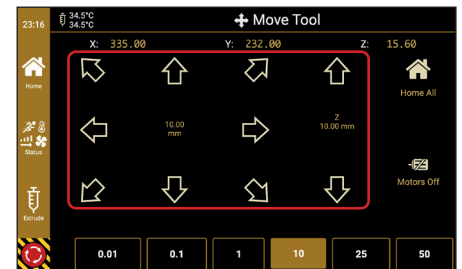 23:16
34.5°C
34.5°C
Move Tool
X: 335.00 Y: 232.00 Z: 15.60
Home
Status
Extrude
10.00
mm
Z
10.00 mm
Home All
Motors Off
0.01 0.1 1 10 25 50